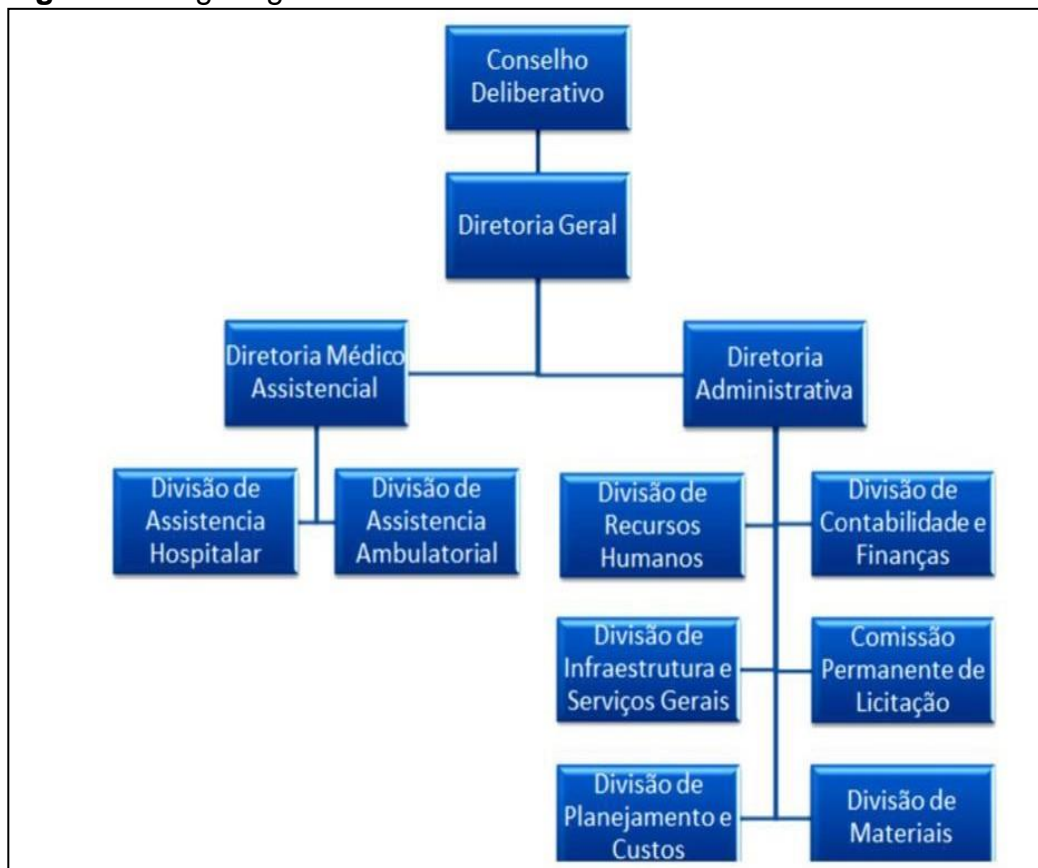 Conselho
Deliberativo
Diretoria Geral
Diretoria Médico
Assistencial
Diretoria
Administrativa
Divisão de
Assistencia
Hospitalar
Divisão de
Assistencia
Ambulatorial
Divisão de
Recursos
Humanos
Divisão de
Contabilidade e
Finanças
Divisão de
Infraestrutura e
Serviços Gerais
Comissão
Permanente de
Licitação
Divisão de
Planejamento e
Custos
Divisão de
Materiais